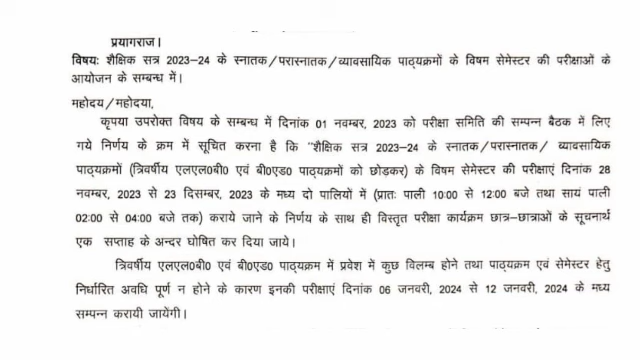 प्रयागराज।
विषयः शैक्षिक सत्र 2023-24 के स्नातक/परास्नातक/व्यावसायिक पाठ्यक्रमों के विषम सेमेस्टर की परीक्षाओं के
आयोजन के सम्बन्ध में।
महोदय/महोदया,
कृपया उपरोक्त विषय के सम्बन्ध में दिनांक 01 नवम्बर, 2023 को परीक्षा समिति की सम्पन्न बैठक में लिए
गये निर्णय के क्रम में सूचित करना है कि "शैक्षिक सत्र 2023-24 के स्नातक/परास्नातक/ व्यावसायिक
पाठ्यक्रमों (त्रिवर्षीय एलएल0बी0 एवं बी0एड0 पाठ्यक्रमों को छोड़कर) के विषम सेमेस्टर की परीक्षाएं दिनांक 28
नवम्बर, 2023 से 23 दिसम्बर, 2023 के मध्य दो पालियों में (प्रातः पाली 10:00 से 12:00 बजे तथा सायं पाली
02:00 से 04:00 बजे तक) कराये जाने के निर्णय के साथ ही विस्तृत परीक्षा कार्यक्रम छात्र-छात्राओं के सूचनार्थ
एक सप्ताह के अन्दर घोषित कर दिया जाये।
त्रिवर्षीय एलएल0बी0 एवं बी0एड0 पाठ्यक्रम में प्रवेश में कुछ विलम्ब होने तथा पाठ्यक्रम एवं सेमेस्टर हेतु
निर्धारित अवधि पूर्ण न होने के कारण इनकी परीक्षाएं दिनांक 06 जनवरी, 2024 से 12 जनवरी, 2024 के मध्य
सम्पन्न करायी जायेंगी।